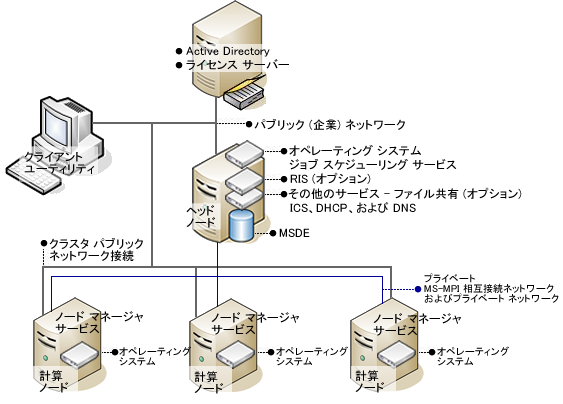 ● Active Directory
● ライセンス サーバー
パブリック (企業) ネットワーク
クライアント
ユーティリティ
オペレーティング システム
ジョブ スケジューリング サービス
RIS (オプション)
その他のサービス - ファイル共有 (オプション)
ICS、DHCP、および DNS
ヘッド
ノード
MSDE
クラスタ パブリック
ネットワーク接続
プライベート
MS-MPI 相互接続ネットワーク
およびプライベート ネットワーク
ノード マネージャ
サービス
オペレーティング
システム
計算
ノード
ノード マネージャ
サービス
オペレーティング
システム
計算
ノード
ノード マネージャ
サービス
オペレーティング
システム
計算
ノード